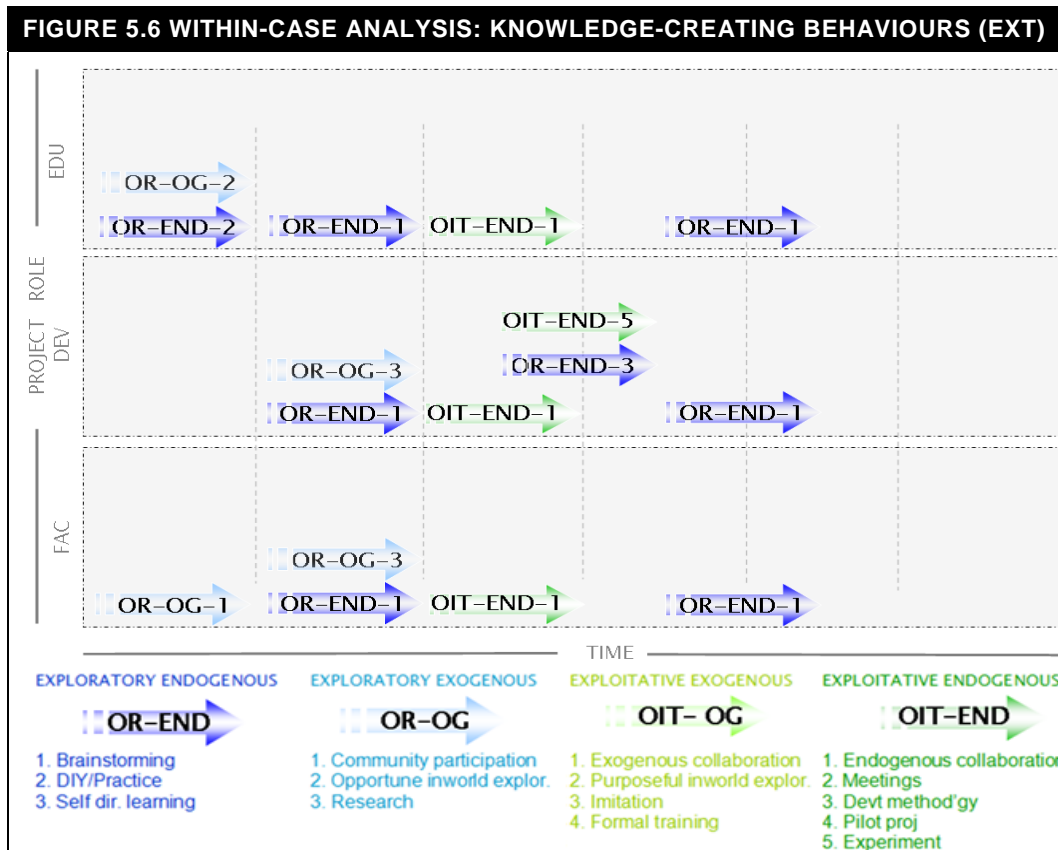 FIGURE 5.6 WITHIN-CASE ANALYSIS: KNOWLEDGE-CREATING BEHAVIOURS (EXT)
PROJECT ROLE
EDU
OR-OG-2
OR-END-2 OR-END-1 OIT-END-1 OR-END-1
DEV
OIT-END-5
OR-OG-3 OR-END-3
OR-END-1 OIT-END-1 OR-END-1
FAC
OR-OG-3
OR-OG-1 OR-END-1 OIT-END-1 OR-END-1
TIME
EXPLORATORY ENDOGENOUS
OR-END
1. Brainstorming
2. DIY/Practice
3. Self dir. learning
EXPLORATORY EXOGENOUS
OR-OG
1. Community participation
2. Opportune inworld explor.
3. Research
EXPLOITATIVE EXOGENOUS
OIT- OG
1. Exogenous collaboration
2. Purposeful inworld explor.
3. Imitation
4. Formal training
EXPLOITATIVE ENDOGENOUS
OIT-END
1. Endogenous collaboration
2. Meetings
3. Devt method'gy
4. Pilot proj
5. Experiment